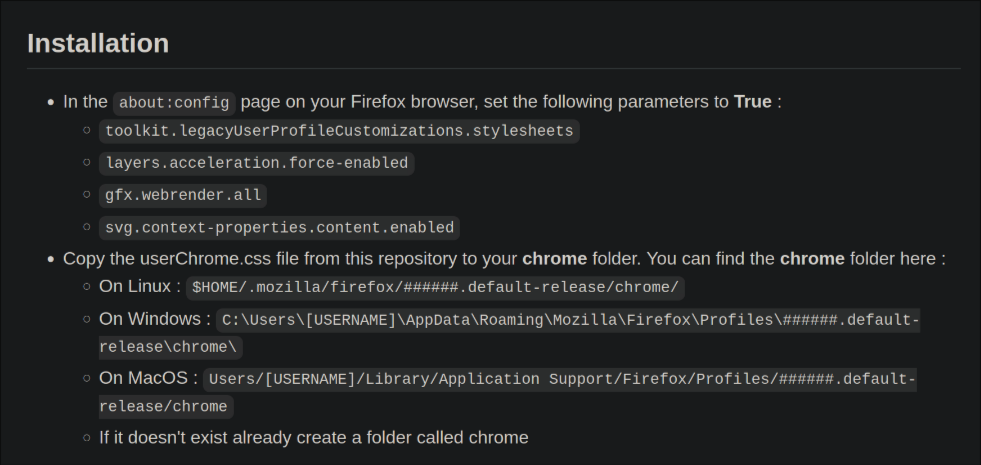 Installation
In the about:config page on your Firefox browser, set the following parameters to True :
toolkit.legacyUserProfileCustomizations.stylesheets
layers.acceleration.force-enabled
gfx.webrender.all
svg.context-properties.content.enabled
Copy the userChrome.css file from this repository to your chrome folder. You can find the chrome folder here :
On Linux : $HOME/.mozilla/firefox/######.default-release/chrome/
On Windows : C:\Users\[USERNAME]\AppData\Roaming\Mozilla\Firefox\Profiles\######.default-
release\chrome\
On MacOS : Users/[USERNAME]/Library/Application Support/Firefox/Profiles/######.default-
release/chrome
If it doesn't exist already create a folder called chrome